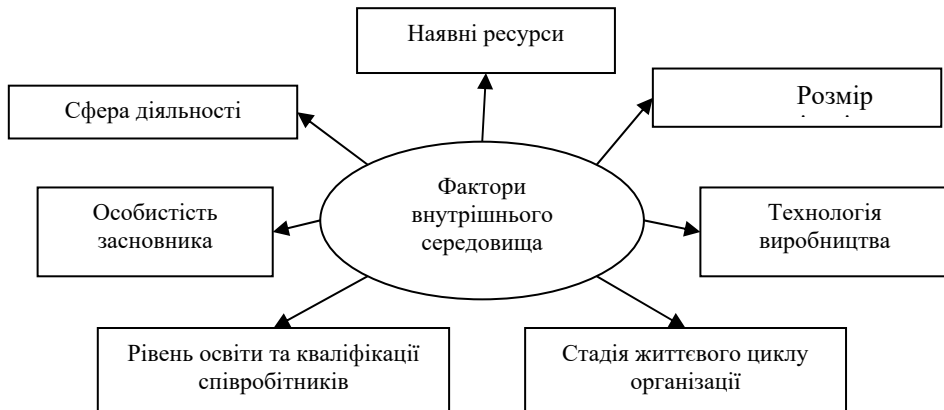 Наявні ресурси
Сфера діяльності
Розмір
Фактори
внутрішнього
середовища
Особистість
засновника
Технологія
виробництва
Рівень освіти та кваліфікації
співробітників
Стадія життєвого циклу
організації